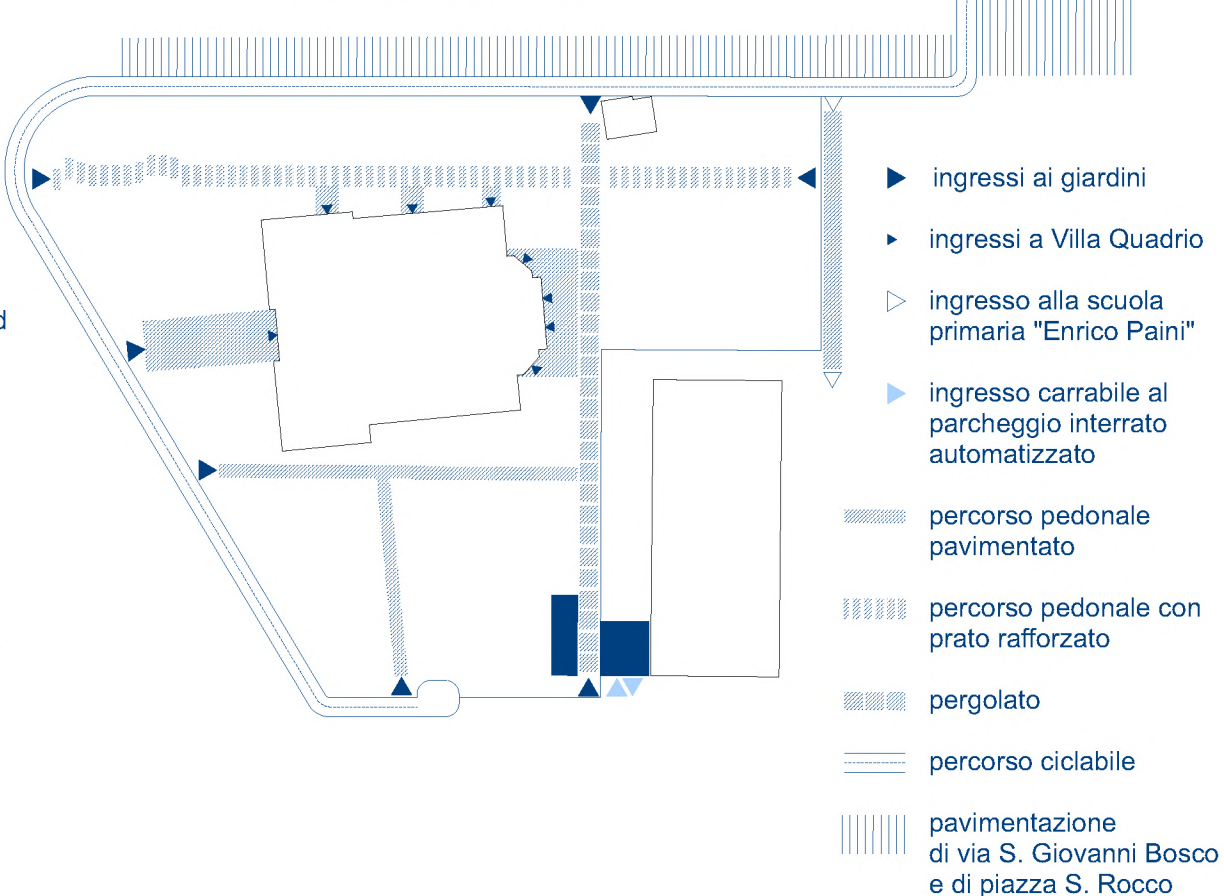 d
ingressi ai giardini
ingressi a Villa Quadrio
ingresso alla scuola
primaria "Enrico Paini"
ingresso carrabile al
parcheggio interrato
automatizzato
percorso pedonale
pavimentato
percorso pedonale con
prato rafforzato
pergolato
percorso ciclabile
pavimentazione
di via S. Giovanni Bosco
e di piazza S. Rocco